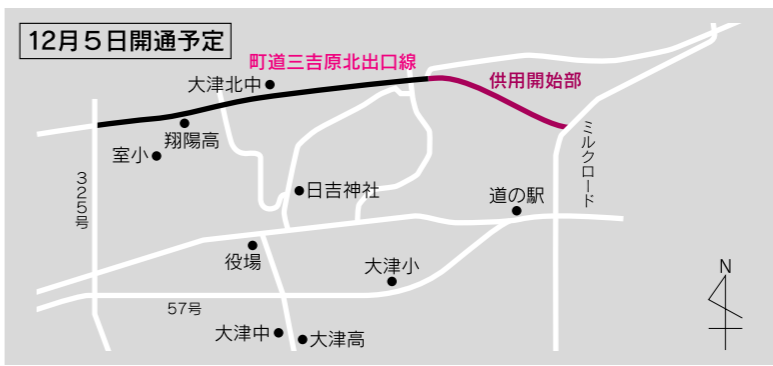 12月5日開通予定
町道三吉原北出口線
供用開始部
大津北中
翔陽高
室小
ミルクロード
325号
日吉神社
道の駅
役場
大津小
57号
大津中
大津高
N